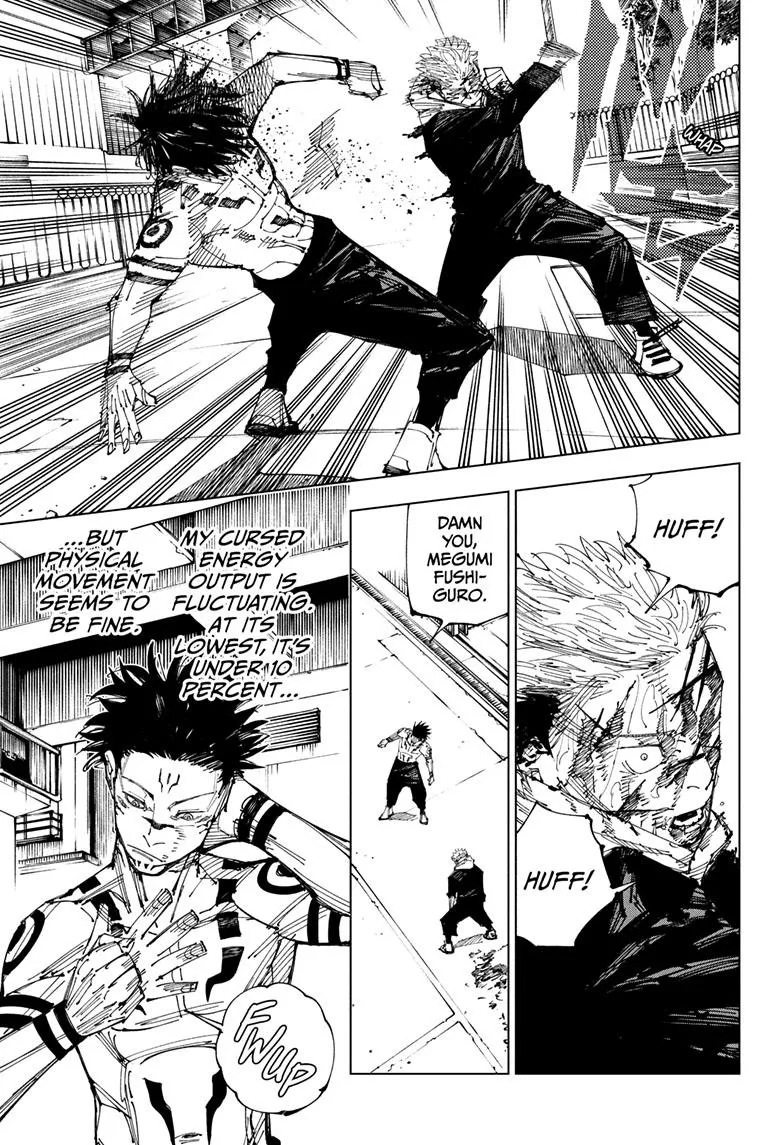 WHAP
HUFF!
HUFF!
DAMN
YOU,
MEGUMI
FUSHI-
GURO.
MY CURSED
ENERGY
OUTPUT IS
FLUCTUATING.
AT ITS
LOWEST, IT'S
UNDER 10
PERCENT...
...BUT
PHYSICAL
MOVEMENT
SEEMS TO
BE FINE.
FWUP